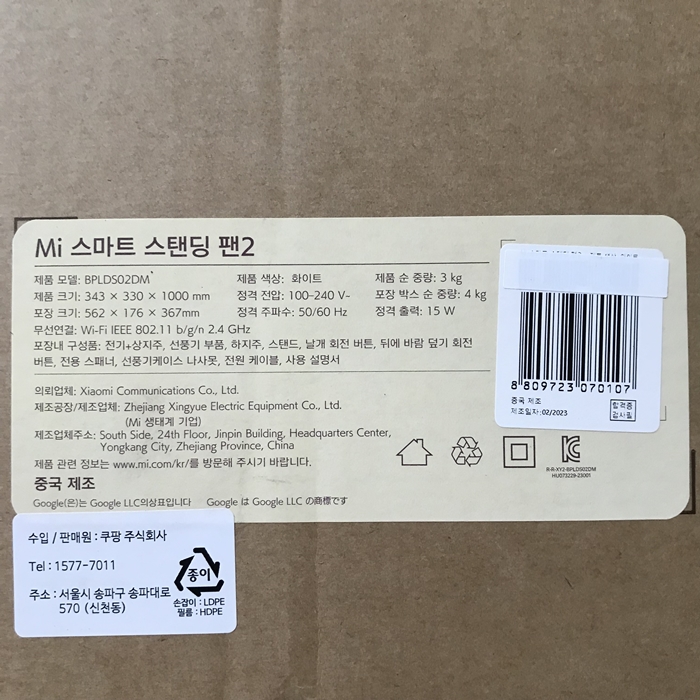 Mi 스마트 스탠딩 팬2
제품 모델: BPLDS02DM
제품 색상: 화이트
제품 순 중량: 3 kg
제품 크기: 343 × 330 × 1000 mm
정격 전압: 100-240 V~
포장 박스 순 중량: 4 kg
포장 크기: 562 × 176 × 367mm
정격 주파수: 50/60 Hz
정격 출력: 15 W
무선연결: Wi-Fi IEEE 802.11 b/g/n 2.4 GHz
포장내 구성품: 전기+상지주, 선풍기 부품, 하지주, 스탠드, 날개 회전 버튼, 뒤에 바람 덮기 회전
버튼, 전용 스패너, 선풍기케이스 나사못, 전원 케이블, 사용 설명서
의뢰업체: Xiaomi Communications Co., Ltd.
제조공장/제조업체: Zhejiang Xingyue Electric Equipment Co., Ltd.
(Mi 생태계 기업)
제조업체주소: South Side, 24th Floor, Jinpin Building, Headquarters Center,
Yongkang City, Zhejiang Province, China
제품 관련 정보는 www.mi.com/kr/를 방문해 주시기 바랍니다.
중국 제조
Google(은)는 Google LLC의상표입니다
Google は Google LLC の商標です
8 809723 070107
중국 제조
제조일자: 02/2023
합격증
검사필
R-R-XY2-BPLDS02DM
HU073229-23001
수입 / 판매원 : 쿠팡 주식회사
Tel : 1577-7011
주소 : 서울시 송파구 송파대로
570 (신천동)
종이
손잡이 : LDPE
필름 : HDPE